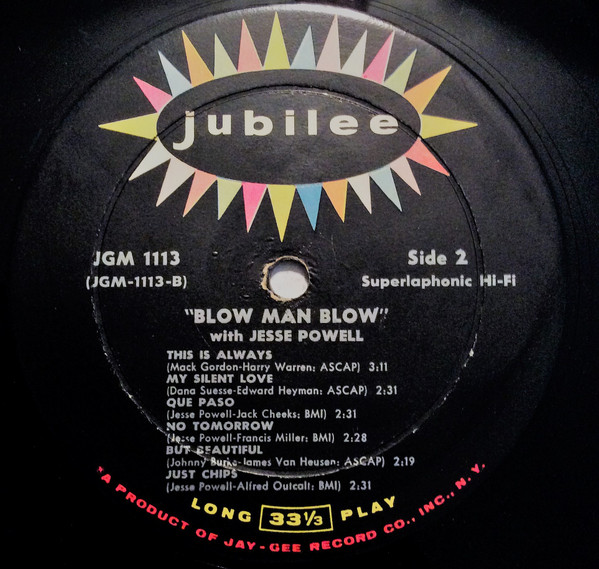 jubilee
JGM 1113
(JGM-1113-B)
Side 2
Superlaphonic Hi-Fi
"BLOW MAN BLOW"
with JESSE POWELL
THIS IS ALWAYS
(Mack Gordon-Harry Warren; ASCAP) 3:11
MY SILENT LOVE
(Dana Suesse-Edward Heyman; ASCAP) 2:31
QUE PASO
(Jesse Powell-Jack Cheeks; BMI) 2:31
NO TOMORROW
(Jesse Powell-Francis Miller; BMI) 2:28
BUT BEAUTIFUL
(Johnny Burke-James Van Heusen; ASCAP) 2:19
JUST CHIPS
(Jesse Powell-Alfred Outcalt; BMI) 2:31
LONG 33⅓ PLAY
*A PRODUCT OF JAY-GEE RECORD CO., INC., N.Y.